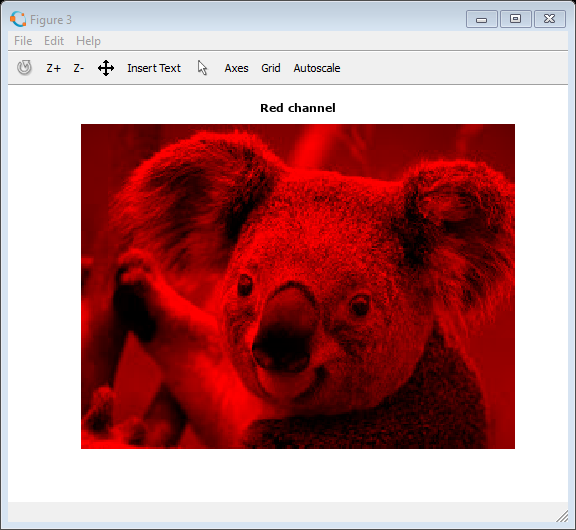 Figure 3
File Edit Help
Z+ Z- Insert Text Axes Grid Autoscale
Red channel